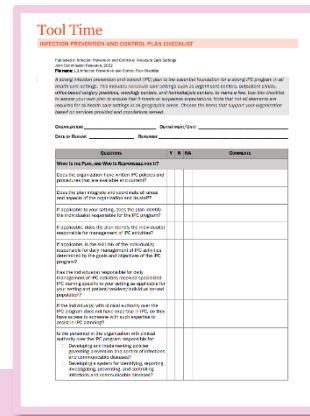 Tool Time
INFECTION PREVENTION AND CONTROL PLAN CHECKLIST
Published in Infection Prevention and Control Resource Care Settings
Joint Commission Resources, 2022
File name: 1.1 Infection Prevention and Control Plan Checklist
A strong infection prevention and control (IPC) plan is the essential foundation for a strong IPC program in all
health care settings. This includes nonacute care settings such as urgent care centers, outpatient clinics,
office-based surgery practices, oncology centers, and hemodialysis centers, to name a few. Use this checklist
to assess your own plan to ensure that it meets or surpasses expectations. Note that not all elements are
required for all health care settings in all geographic areas. Choose the items that support your organization
based on services provided and populations served.
ORGANIZATION: DEPARTMENT/UNIT:
DATE OF REVIEW: REVIEWER:
QUESTIONS Y N NA COMMENTS
WHAT IS THE PLAN, AND WHO IS RESPONSIBLE FOR IT?
Does the organization have written IPC policies and
procedures that are available and current?
Does the plan integrate and coordinate all areas
and aspects of the organization and its staff?
If applicable to your setting, does the plan identify
the individual(s) responsible for the IPC program?
If applicable, does the plan identify the individual(s)
responsible for management of IPC activities?
If applicable, is the skill mix of the individual(s)
responsible for daily management of IPC activities
determined by the goals and objectives of the IPC
program?
Has the individual(s) responsible for daily
management of IPC activities received specialized
IPC training specific to your setting as applicable for
your setting and patient/resident/individual served
population?
If the individual(s) with clinical authority over the
IPC program does not have expertise in IPC, do they
have access to someone with such expertise to
assist in IPC planning?
Is the person(s) in the organization with clinical
authority over the IPC program responsible for:
Developing and implementing policies
governing prevention and control of infections
and communicable diseases?
Developing a system for identifying, reporting,
investigating, preventing, and controlling
infections and communicable diseases?